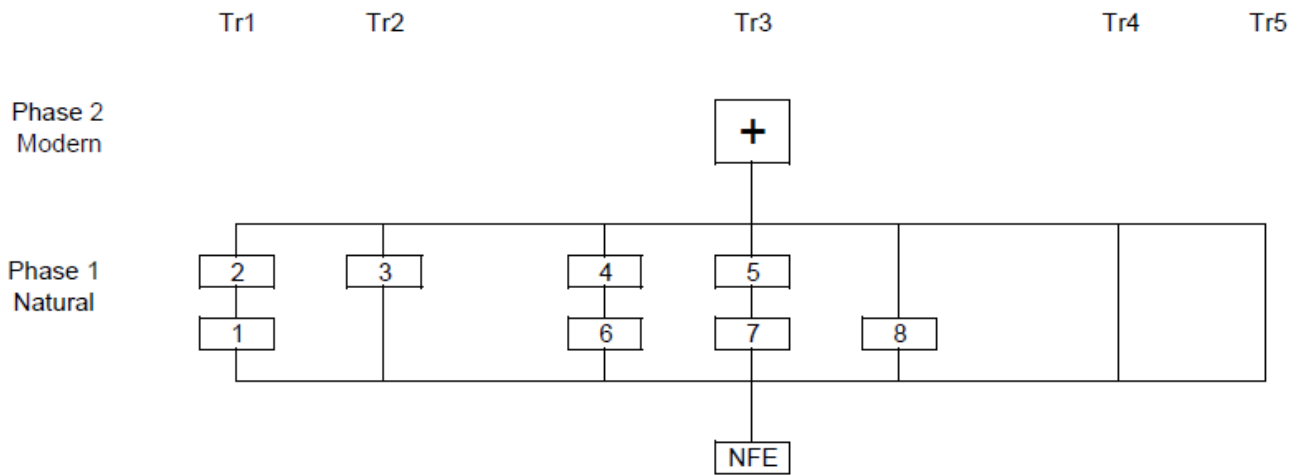 Tr1 Tr2 Tr3 Tr4 Tr5
Phase 2
Modern
+
Phase 1
Natural
2 3 4 5
1 6 7 8
NFE